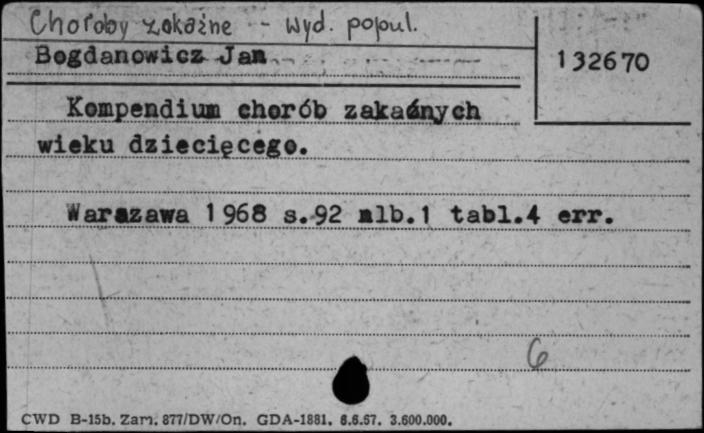 Choroby zakaźne - wyd. popul.
Bogdanowicz Jan
132670
Kompendium chorób zakaźnych
wieku dziecięcego.
Warszawa 1968 s.92 nlb.1 tabl.4 err.
6
CWD B-15b. Zam. 877/DW/On. GDA-1881. 6.6.57. 3.600.000.